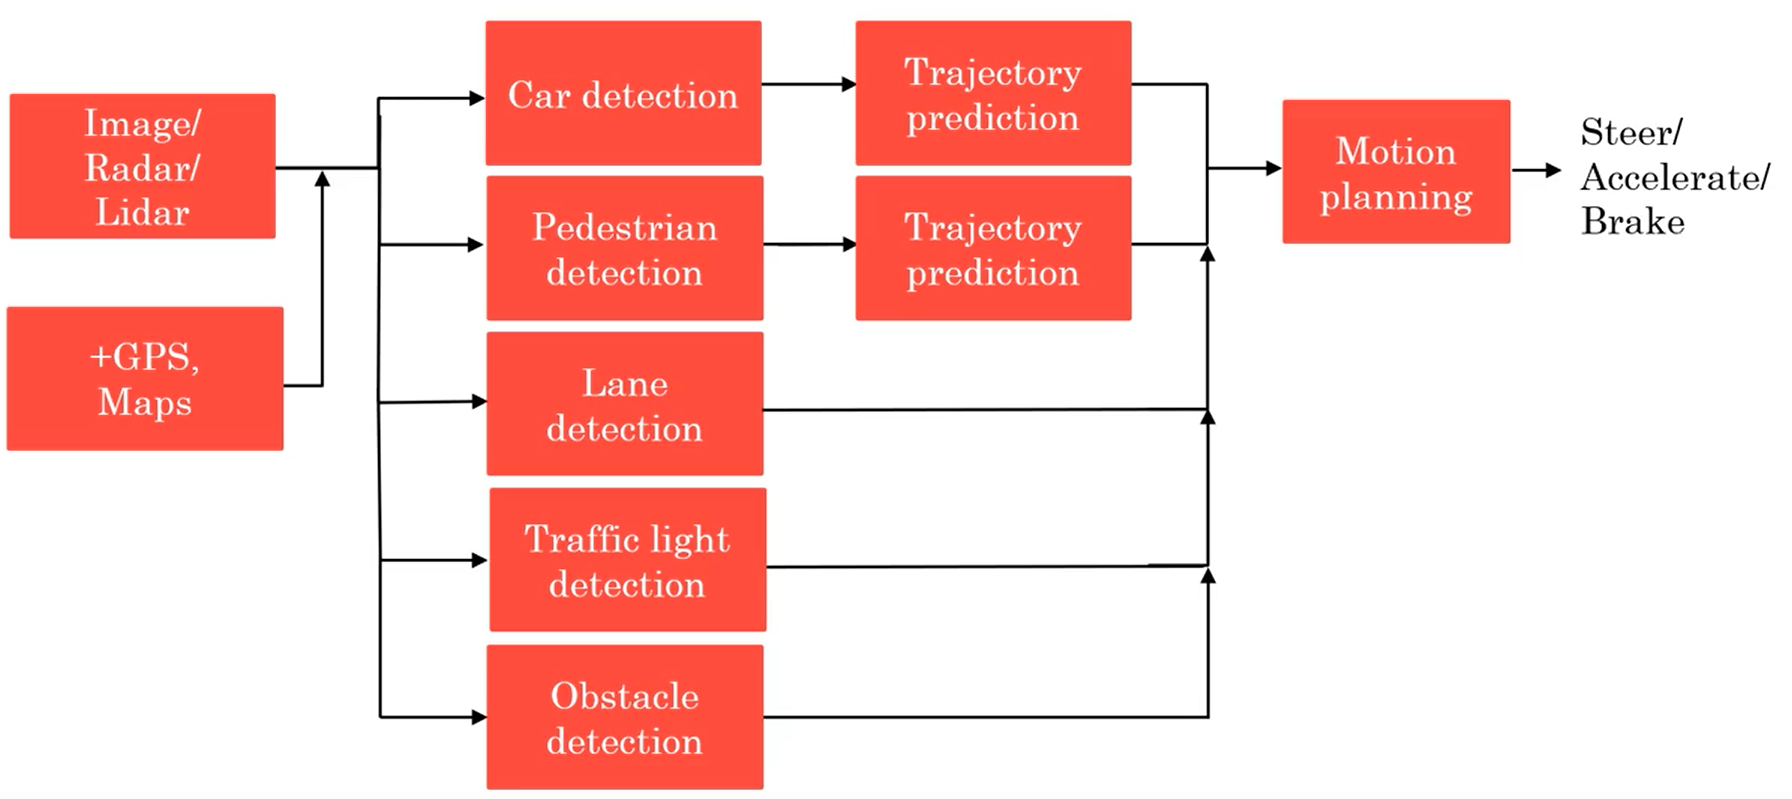 Image/
Radar/
Lidar
+GPS,
Maps
Car detection
Trajectory
prediction
Pedestrian
detection
Trajectory
prediction
Lane
detection
Traffic light
detection
Obstacle
detection
Motion
planning
Steer/
Accelerate/
Brake